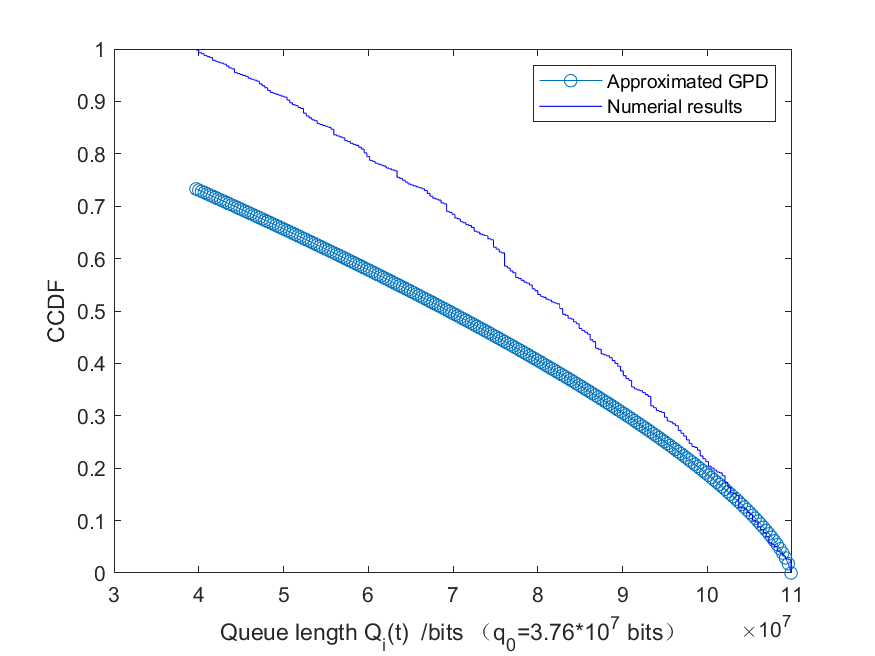 1
0.9
0.8
0.7
0.6
0.5
0.4
0.3
0.2
0.1
0
CCDF
Approximated GPD
Numerial results
3 4 5 6 7 8 9 10 11
×10^7
Queue length Q_i(t) /bits （q_0=3.76*10^7 bits）